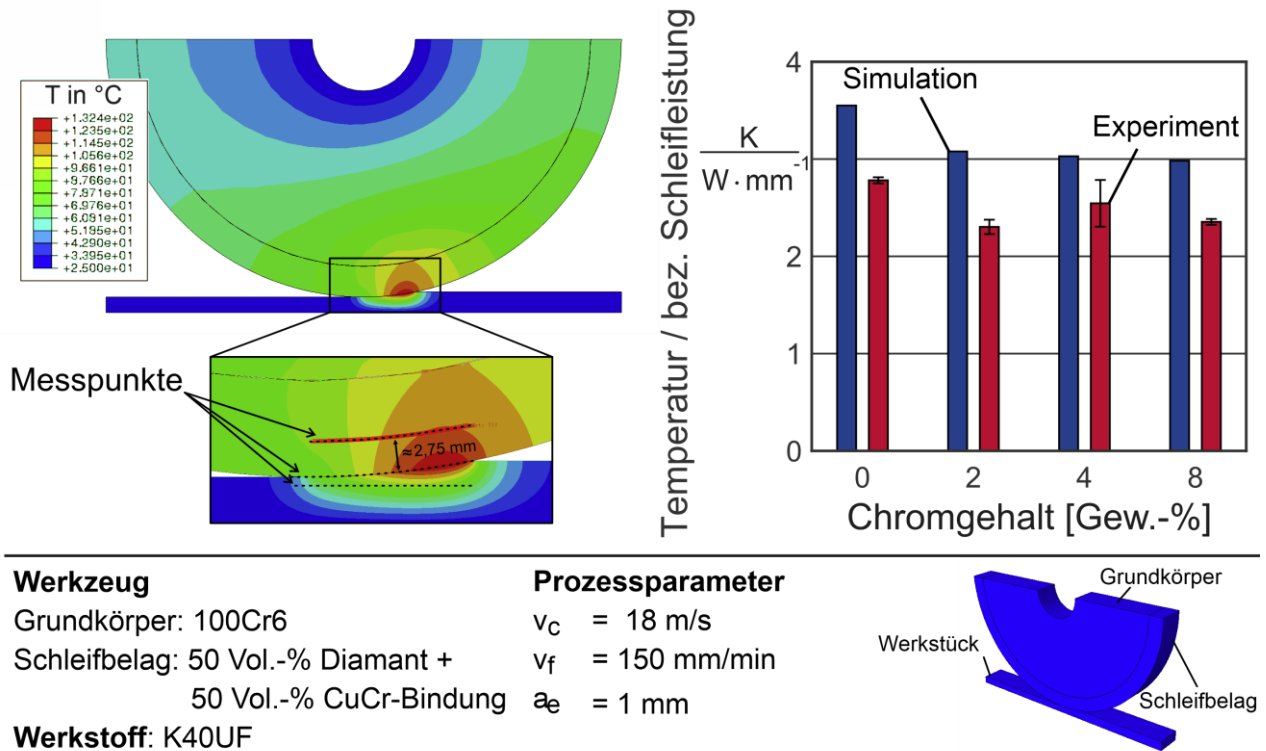 T in °C
+1.324e+02
+1.235e+02
+1.145e+02
+1.056e+02
+9.661e+01
+8.766e+01
+7.871e+01
+6.976e+01
+6.081e+01
+5.185e+01
+4.290e+01
+3.395e+01
+2.500e+01
Messpunkte
≈2,75 mm
Temperatur / bez. Schleifleistung
K
W · mm⁻¹
4
2
1
0
Simulation
Experiment
0 2 4 8
Chromgehalt [Gew.-%]
Werkzeug
Grundkörper: 100Cr6
Schleifbelag: 50 Vol.-% Diamant +
50 Vol.-% CuCr-Bindung
Werkstoff: K40UF
Prozessparameter
vc = 18 m/s
vf = 150 mm/min
ae = 1 mm
Grundkörper
Werkstück
Schleifbelag